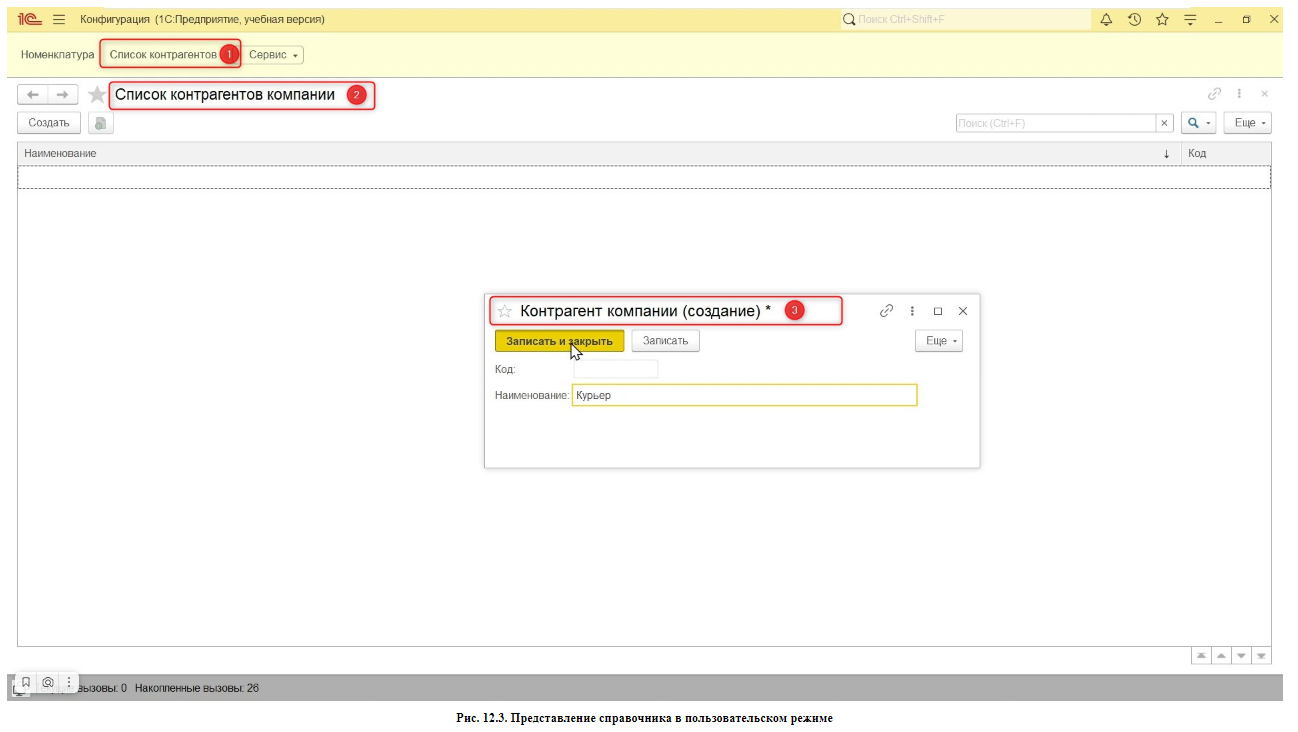 1С Конфигурация (1С:Предприятие, учебная версия) Поиск Ctrl+Shift+F
Номенклатура Список контрагентов 1 Сервис
Список контрагентов компании 2
Создать Поиск (Ctrl+F) × Еще
Наименование ↓ Код
Контрагент компании (создание) * 3
Записать и закрыть Записать Еще
Код:
Наименование: Курьер
вызовы: 0 Накопленные вызовы: 26
Рис. 12.3. Представление справочника в пользовательском режиме